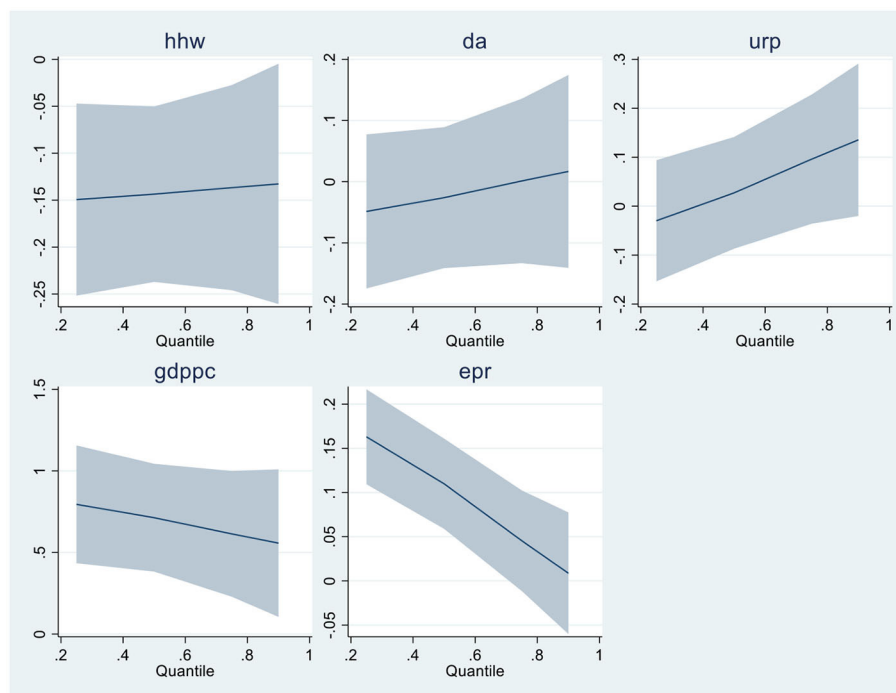 hhw
da
urp
0
-.05
-.1
-.15
-.2
-.25
.2
.1
0
-.1
-.2
.3
.2
.1
0
-.1
-.2
.2 .4 .6 .8 1
.2 .4 .6 .8 1
.2 .4 .6 .8 1
Quantile
Quantile
Quantile
gdppc
epr
1.5
1
.5
0
.2
.15
.1
.05
0
-.05
.2 .4 .6 .8 1
.2 .4 .6 .8 1
Quantile
Quantile